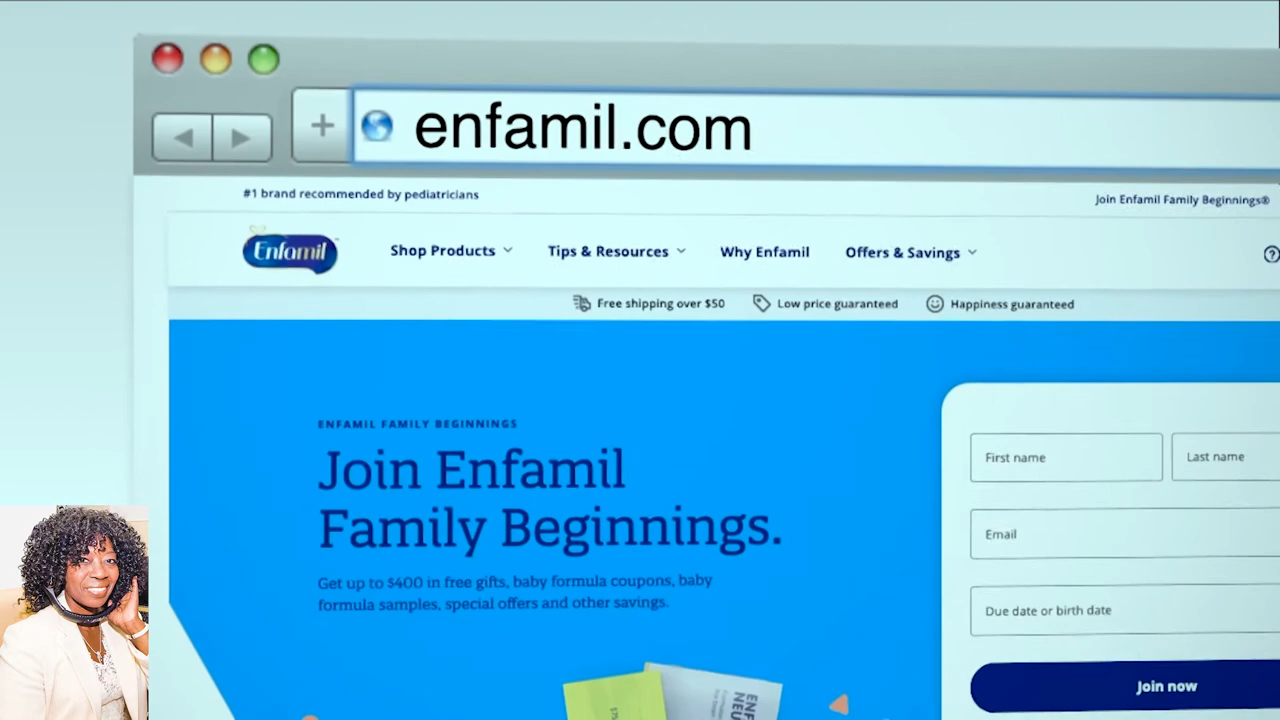 enfamil.com
#1 brand recommended by pediatricians
Join Enfamil Family Beginnings®
Enfamil
Shop Products
Tips & Resources
Why Enfamil
Offers & Savings
Free shipping over $50
Low price guaranteed
Happiness guaranteed
ENFAMIL FAMILY BEGINNINGS
Join Enfamil
Family Beginnings.
Get up to $400 in free gifts, baby formula coupons, baby
formula samples, special offers and other savings.
First name
Last name
Email
Due date or birth date
Join now